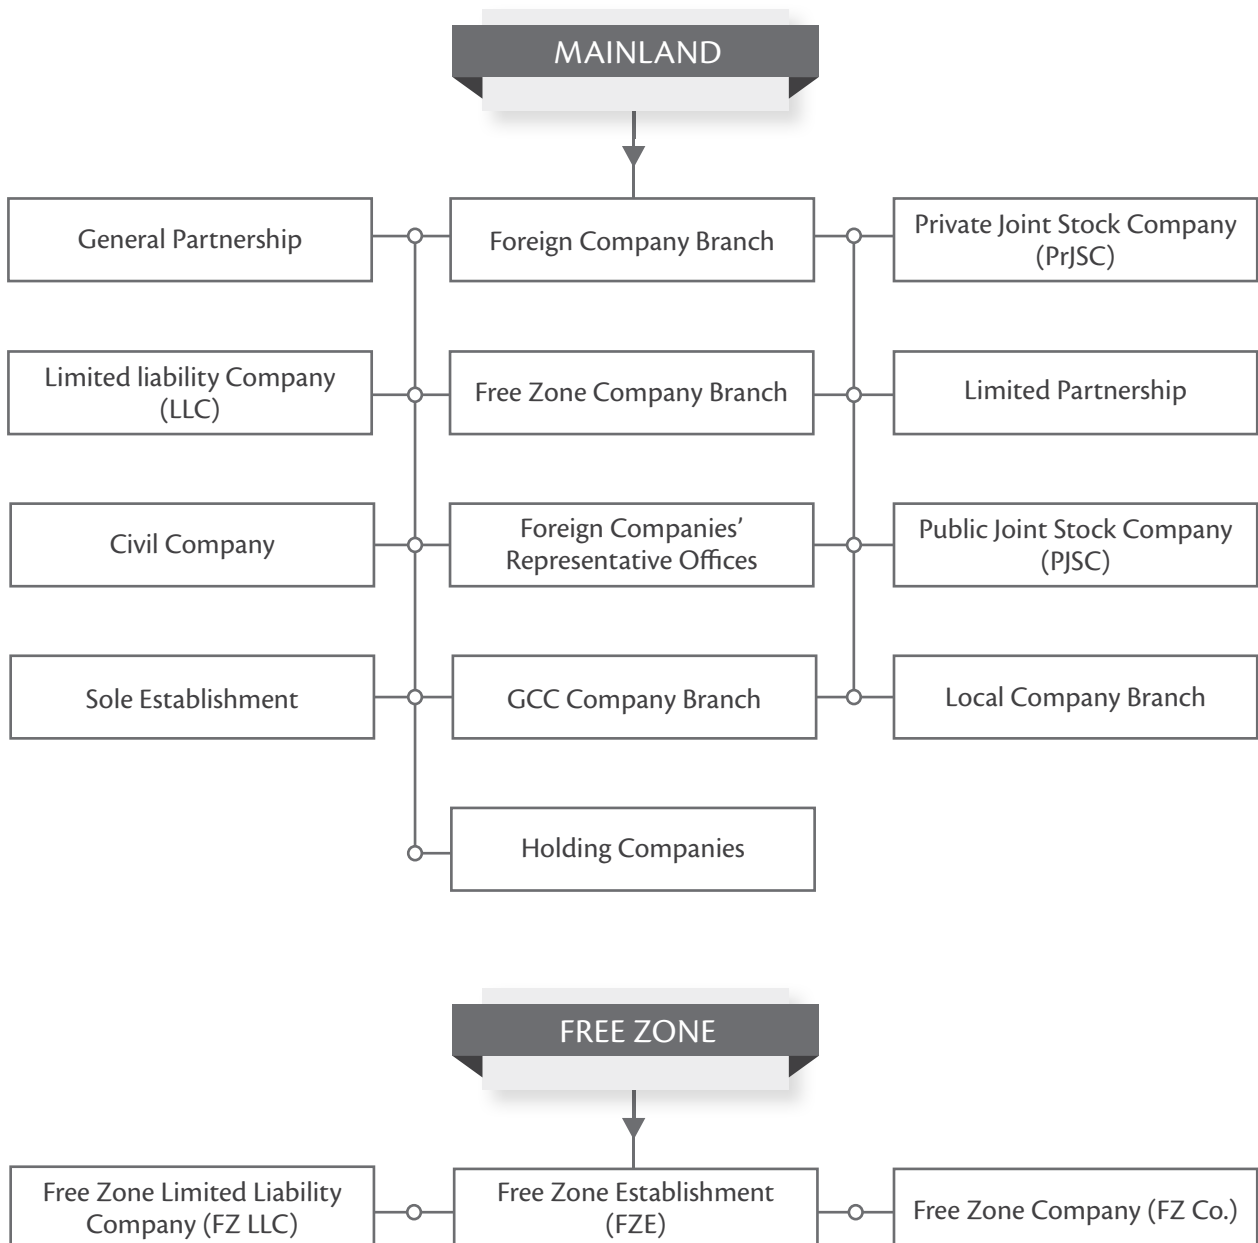 MAINLAND
General Partnership
Foreign Company Branch
Private Joint Stock Company
(PrJSC)
Limited liability Company
(LLC)
Free Zone Company Branch
Limited Partnership
Civil Company
Foreign Companies’
Representative Offices
Public Joint Stock Company
(PJSC)
Sole Establishment
GCC Company Branch
Local Company Branch
Holding Companies
FREE ZONE
Free Zone Limited Liability
Company (FZ LLC)
Free Zone Establishment
(FZE)
Free Zone Company (FZ Co.)